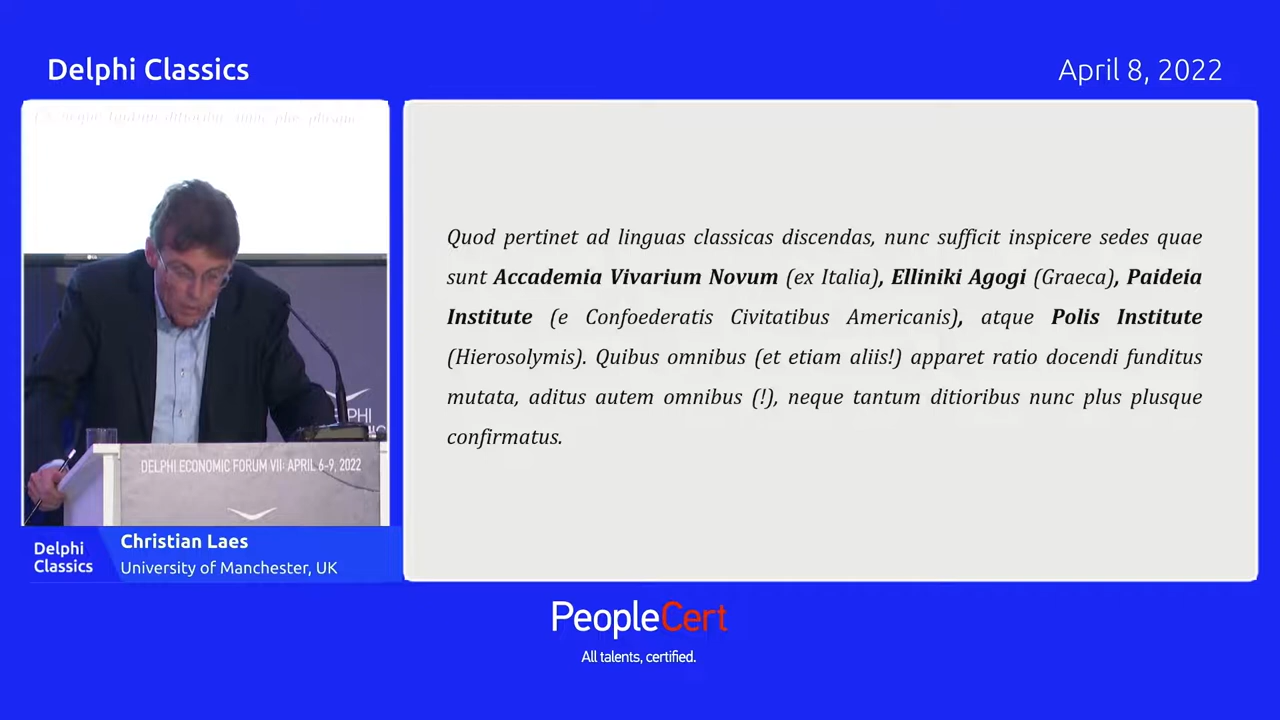 Delphi Classics
April 8, 2022
Quod pertinet ad linguas classicas discendas, nunc sufficit inspicere sedes quae
sunt Accademia Vivarium Novum (ex Italia), Elliniki Agogi (Graeca), Paideia
Institute (e Confoederatis Civitatibus Americanis), atque Polis Institute
(Hierosolymis). Quibus omnibus (et etiam aliis!) apparet ratio docendi funditus
mutata, aditus autem omnibus (!), neque tantum ditioribus nunc plus plusque
confirmatus.
DELPHI ECONOMIC FORUM VII: APRIL 6-9, 2022
Delphi
Classics
Christian Laes
University of Manchester, UK
PeopleCert
All talents, certified.